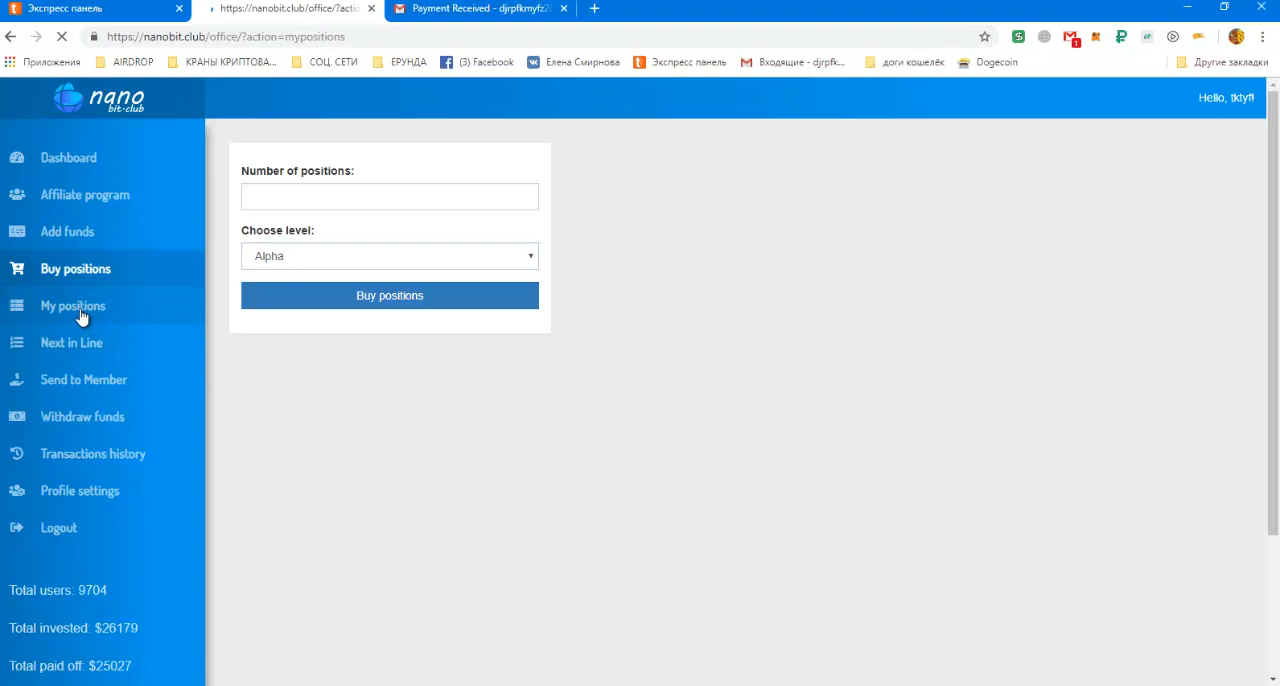 Экспресс панель
https://nanobit.club/office/?actio
Payment Received - djrpfkmyfz2
https://nanobit.club/office/?action=mypositions
Приложения
AIRDROP
КРАНЫ КРИПТОВА...
СОЦ. СЕТИ
ЕРУНДА
(3) Facebook
Елена Смирнова
Экспресс панель
Входящие - djrpfk...
доги кошелёк
Dogecoin
Другие закладки
nano
bit•club
Hello, tktyf!
Dashboard
Affiliate program
Add funds
Buy positions
My positions
Next in Line
Send to Member
Withdraw funds
Transactions history
Profile settings
Logout
Total users: 9704
Total invested: $26179
Total paid off: $25027
Number of positions:
Choose level:
Alpha
Buy positions